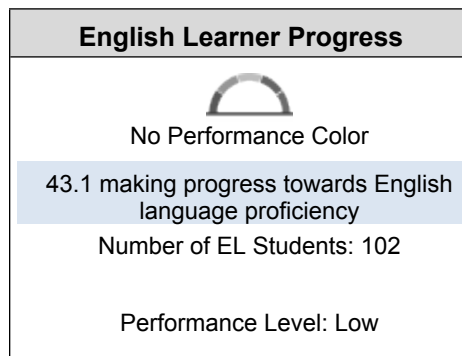 English Learner Progress
No Performance Color
43.1 making progress towards English
language proficiency
Number of EL Students: 102
Performance Level: Low